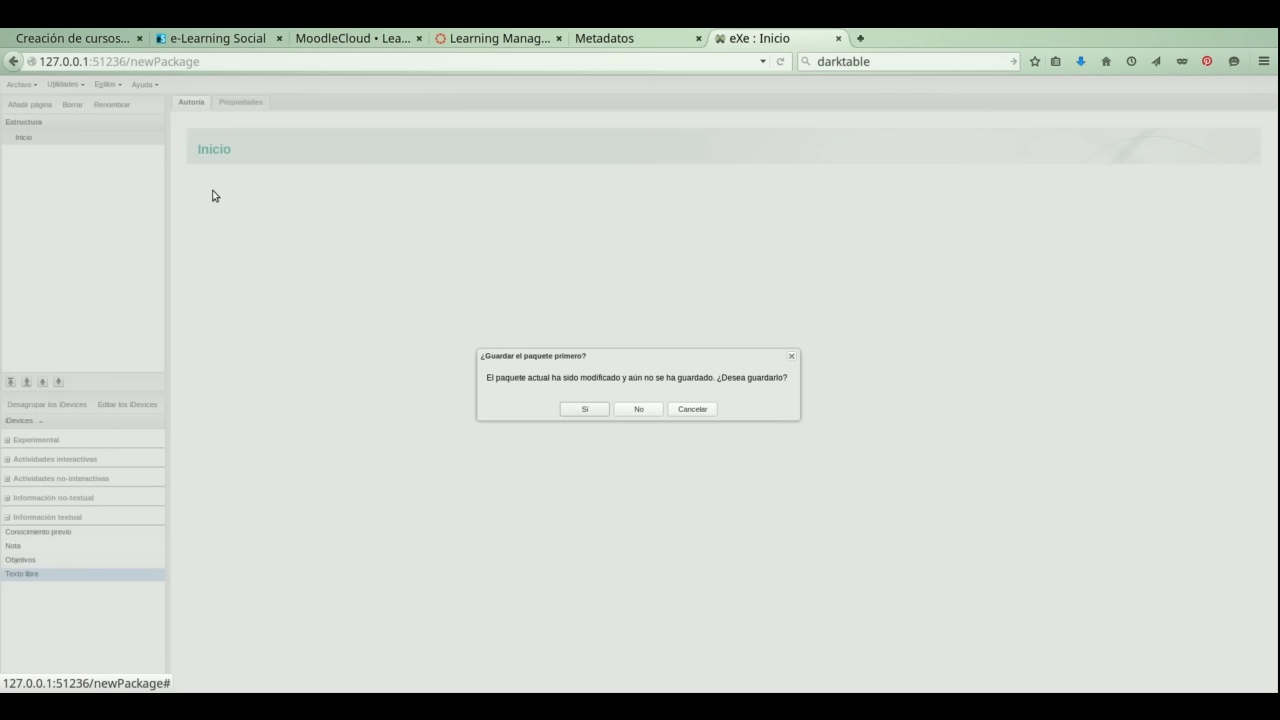 Creación de cursos...
e-Learning Social
MoodleCloud • Lea...
Learning Manag...
Metadatos
eXe : Inicio
127.0.0.1:51236/newPackage
darktable
Archivo
Utilidades
Estilos
Ayuda
Añadir página
Borrar
Renombrar
Autoría
Propiedades
Estructura
Inicio
Inicio
¿Guardar el paquete primero?
El paquete actual ha sido modificado y aún no se ha guardado. ¿Desea guardarlo?
Sí
No
Cancelar
Desagrupar los iDevices
Editar los iDevices
iDevices
Experimental
Actividades interactivas
Actividades no-interactivas
Información no-textual
Información textual
Conocimiento previo
Nota
Objetivos
Texto libre
127.0.0.1:51236/newPackage#